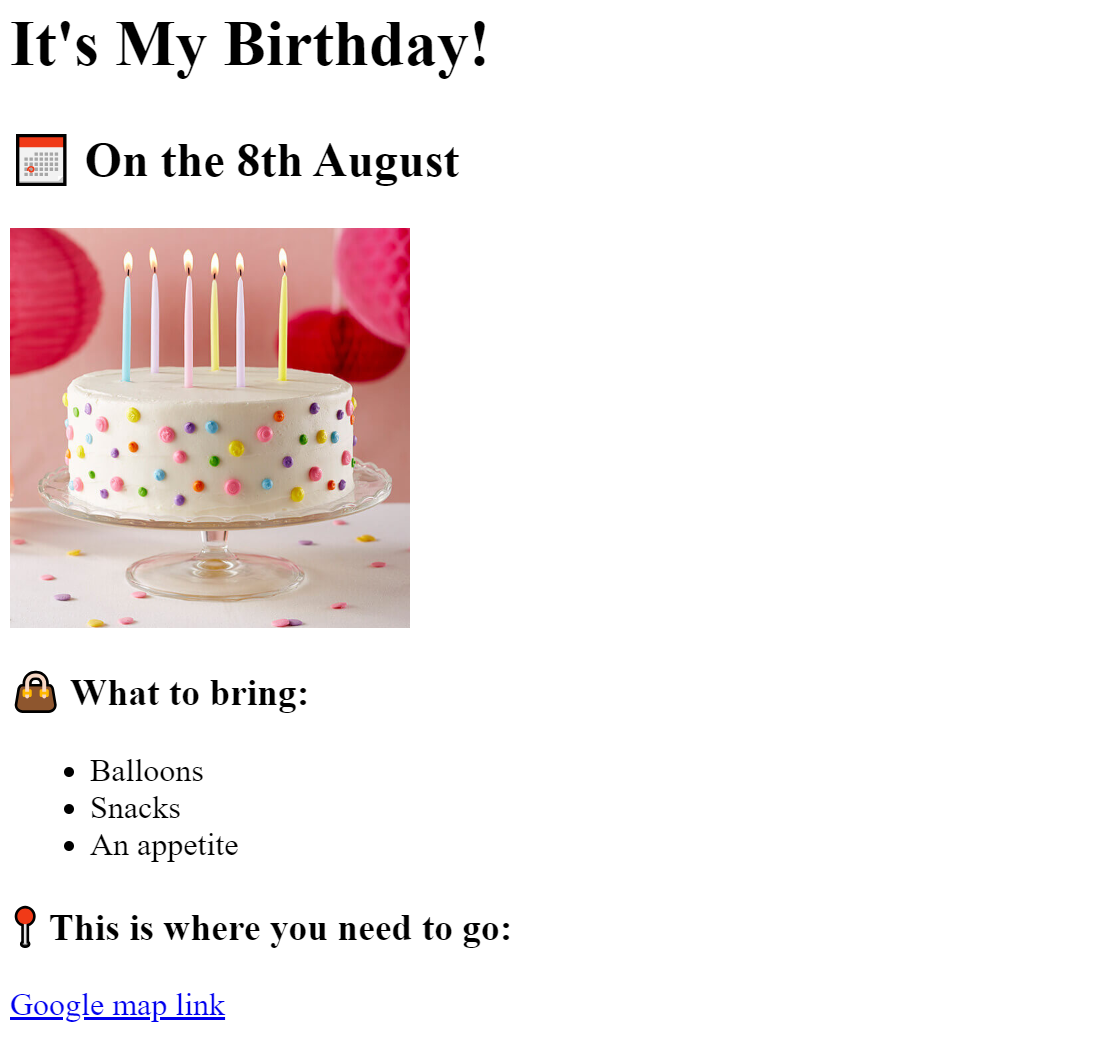 It's My Birthday!
On the 8th August
What to bring:
Balloons
Snacks
An appetite
This is where you need to go:
Google map link